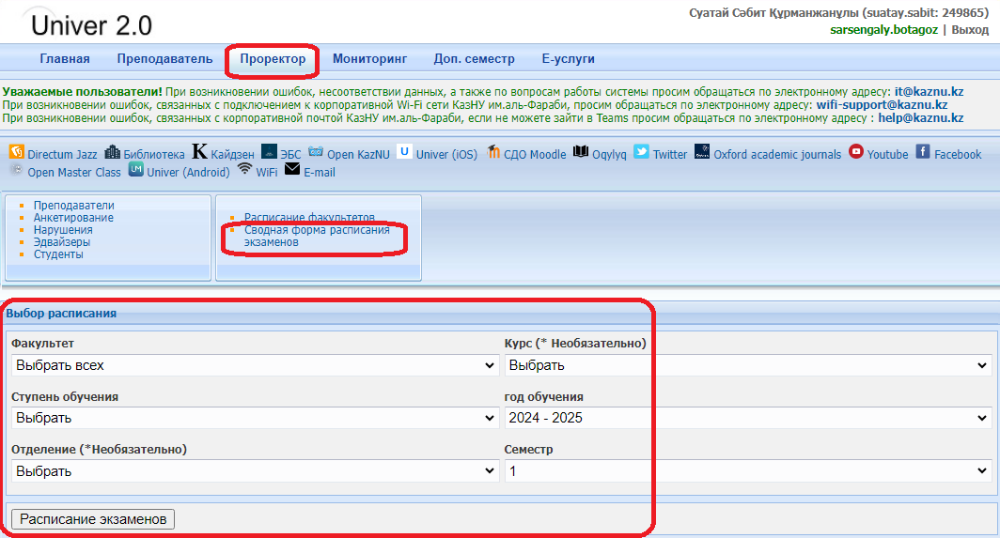 Univer 2.0
Суатай Сәбит Құрманжанұлы (suatay.sabit: 249865)
sarsengaly.botagoz | Выход
Главная Преподаватель Проректор Мониторинг Доп. семестр Е-услуги
Уважаемые пользователи! При возникновении ошибок, несоответствии данных, а также по вопросам работы системы просим обращаться по электронному адресу: it@kaznu.kz
При возникновении ошибок, связанных с подключением к корпоративной Wi-Fi сети КазНУ им.аль-Фараби, просим обращаться по электронному адресу: wifi-support@kaznu.kz
При возникновении ошибок, связанных с корпоративной почтой КазНУ им.аль-Фараби, если не можете зайти в Teams просим обращаться по электронному адресу : help@kaznu.kz
Directum Jazz Библиотека K Кайдзен ЭБС Open KazNU U Univer (iOS) СДО Moodle Oqylyq Twitter Oxford academic journals Youtube Facebook
Open Master Class UM Univer (Android) WiFi E-mail
Преподаватели
Анкетирование
Нарушения
Эдвайзеры
Студенты
Расписание факультетов
Сводная форма расписания
экзаменов
Выбор расписания
Факультет Курс (* Необязательно)
Выбрать всех Выбрать
Ступень обучения год обучения
Выбрать 2024 - 2025
Отделение (*Необязательно) Семестр
Выбрать 1
Расписание экзаменов